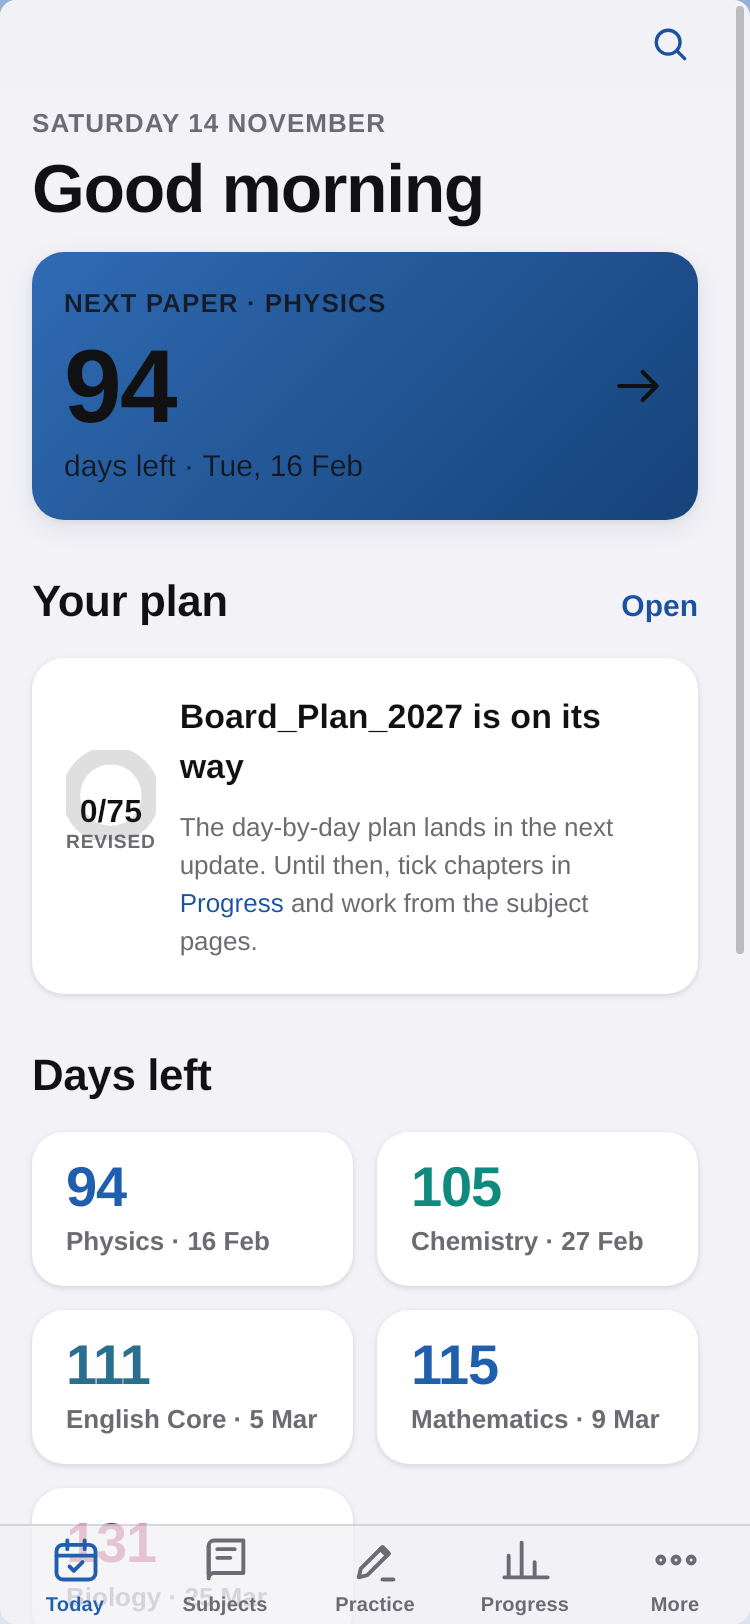 SATURDAY 14 NOVEMBER
Good morning
NEXT PAPER · PHYSICS
94
days left · Tue, 16 Feb
Your plan
Open
Board_Plan_2027 is on its
way
0/75
REVISED
The day-by-day plan lands in the next
update. Until then, tick chapters in
Progress and work from the subject
pages.
Days left
94
Physics · 16 Feb
105
Chemistry · 27 Feb
111
English Core · 5 Mar
115
Mathematics · 9 Mar
131
Biology · 25 Mar
Today
Subjects
Practice
Progress
More